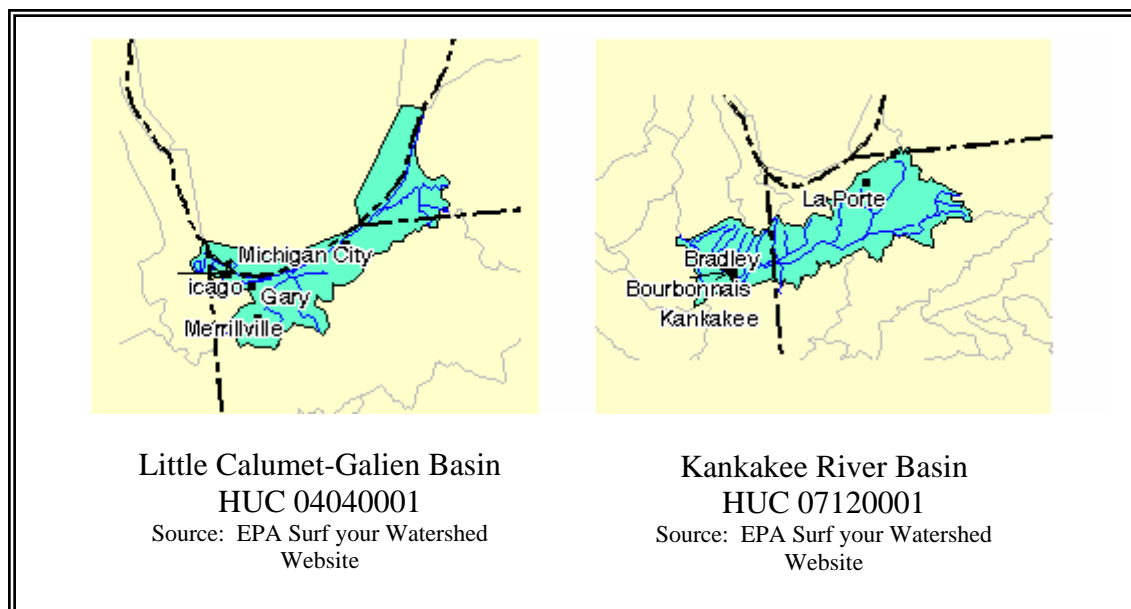 Michigan City
icago
Gary
Merrillville
Little Calumet-Galien Basin
HUC 04040001
Source: EPA Surf your Watershed
Website
La Porte
Bradley
Bourbonnais
Kankakee
Kankakee River Basin
HUC 07120001
Source: EPA Surf your Watershed
Website